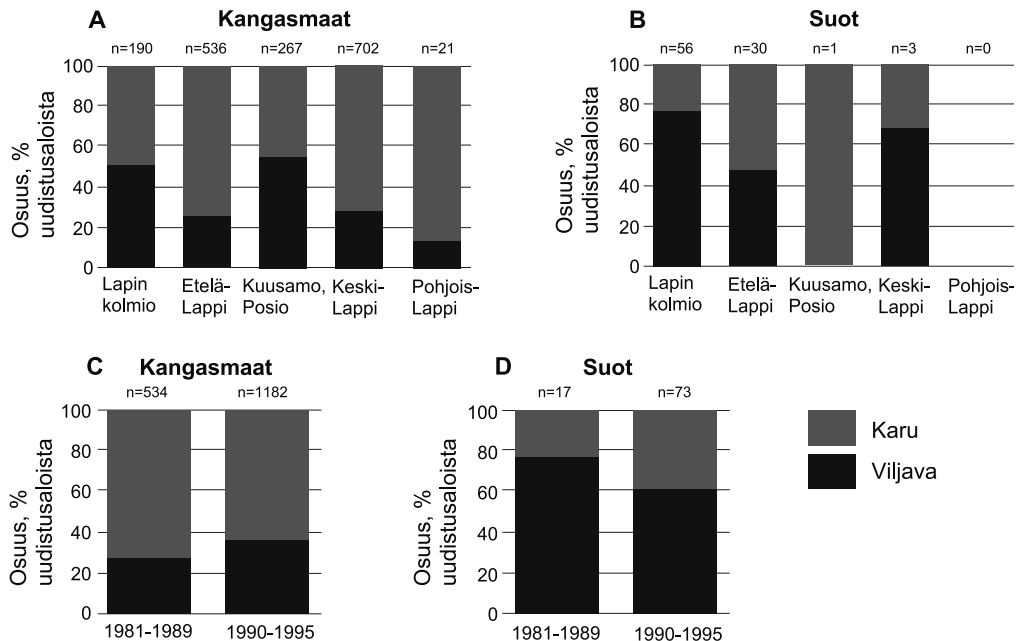 A Kangasmaat
n=190 n=536 n=267 n=702 n=21
Osuus, %
uudistusaloista
100
80
60
40
20
0
Lapin
kolmio
Etelä-
Lappi
Kuusamo,
Posio
Keski-
Lappi
Pohjois-
Lappi
B Suot
n=56 n=30 n=1 n=3 n=0
Osuus, %
uudistusaloista
100
80
60
40
20
0
Lapin
kolmio
Etelä-
Lappi
Kuusamo,
Posio
Keski-
Lappi
Pohjois-
Lappi
C Kangasmaat
n=534 n=1182
Osuus, %
uudistusaloista
100
80
60
40
20
0
1981-1989 1990-1995
D Suot
n=17 n=73
Osuus, %
uudistusaloista
100
80
60
40
20
0
1981-1989 1990-1995
Karu
Viljava